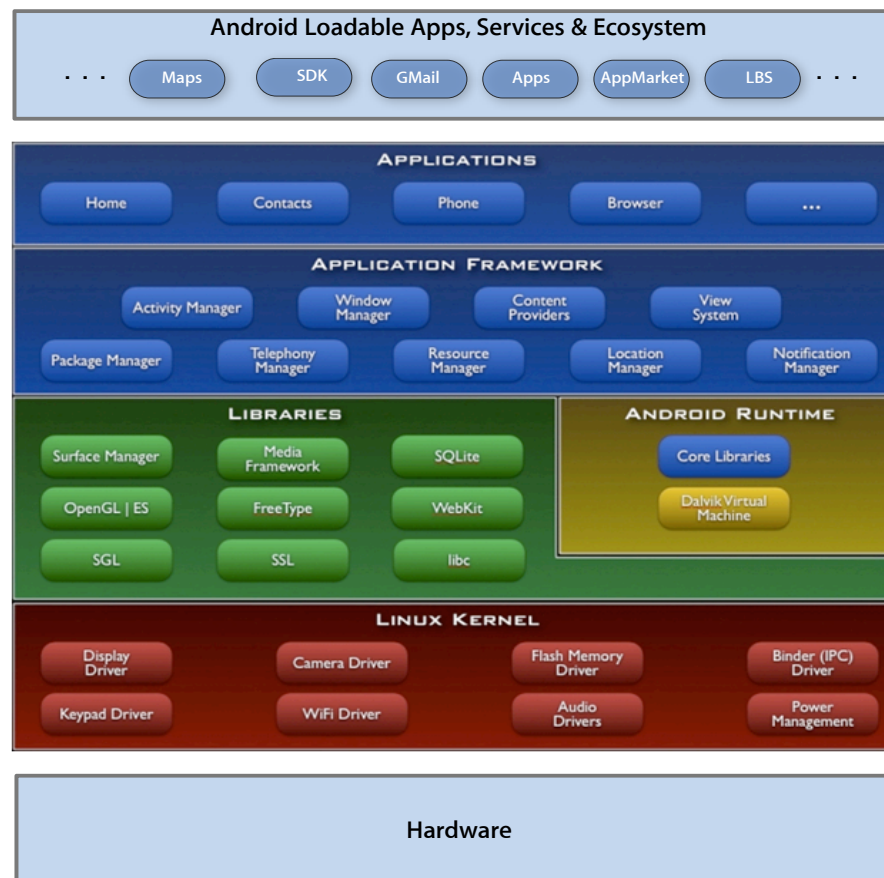 Android Loadable Apps, Services & Ecosystem
. . . Maps SDK GMail Apps AppMarket LBS . . .
APPLICATIONS
Home Contacts Phone Browser ...
APPLICATION FRAMEWORK
Activity Manager
Window
Manager
Content
Providers
View
System
Package Manager
Telephony
Manager
Resource
Manager
Location
Manager
Notification
Manager
LIBRARIES
Surface Manager
Media
Framework
SQLite
OpenGL | ES FreeType WebKit
SGL SSL libc
ANDROID RUNTIME
Core Libraries
Dalvik Virtual
Machine
LINUX KERNEL
Display
Driver
Camera Driver
Flash Memory
Driver
Binder (IPC)
Driver
Keypad Driver
WiFi Driver
Audio
Drivers
Power
Management
Hardware